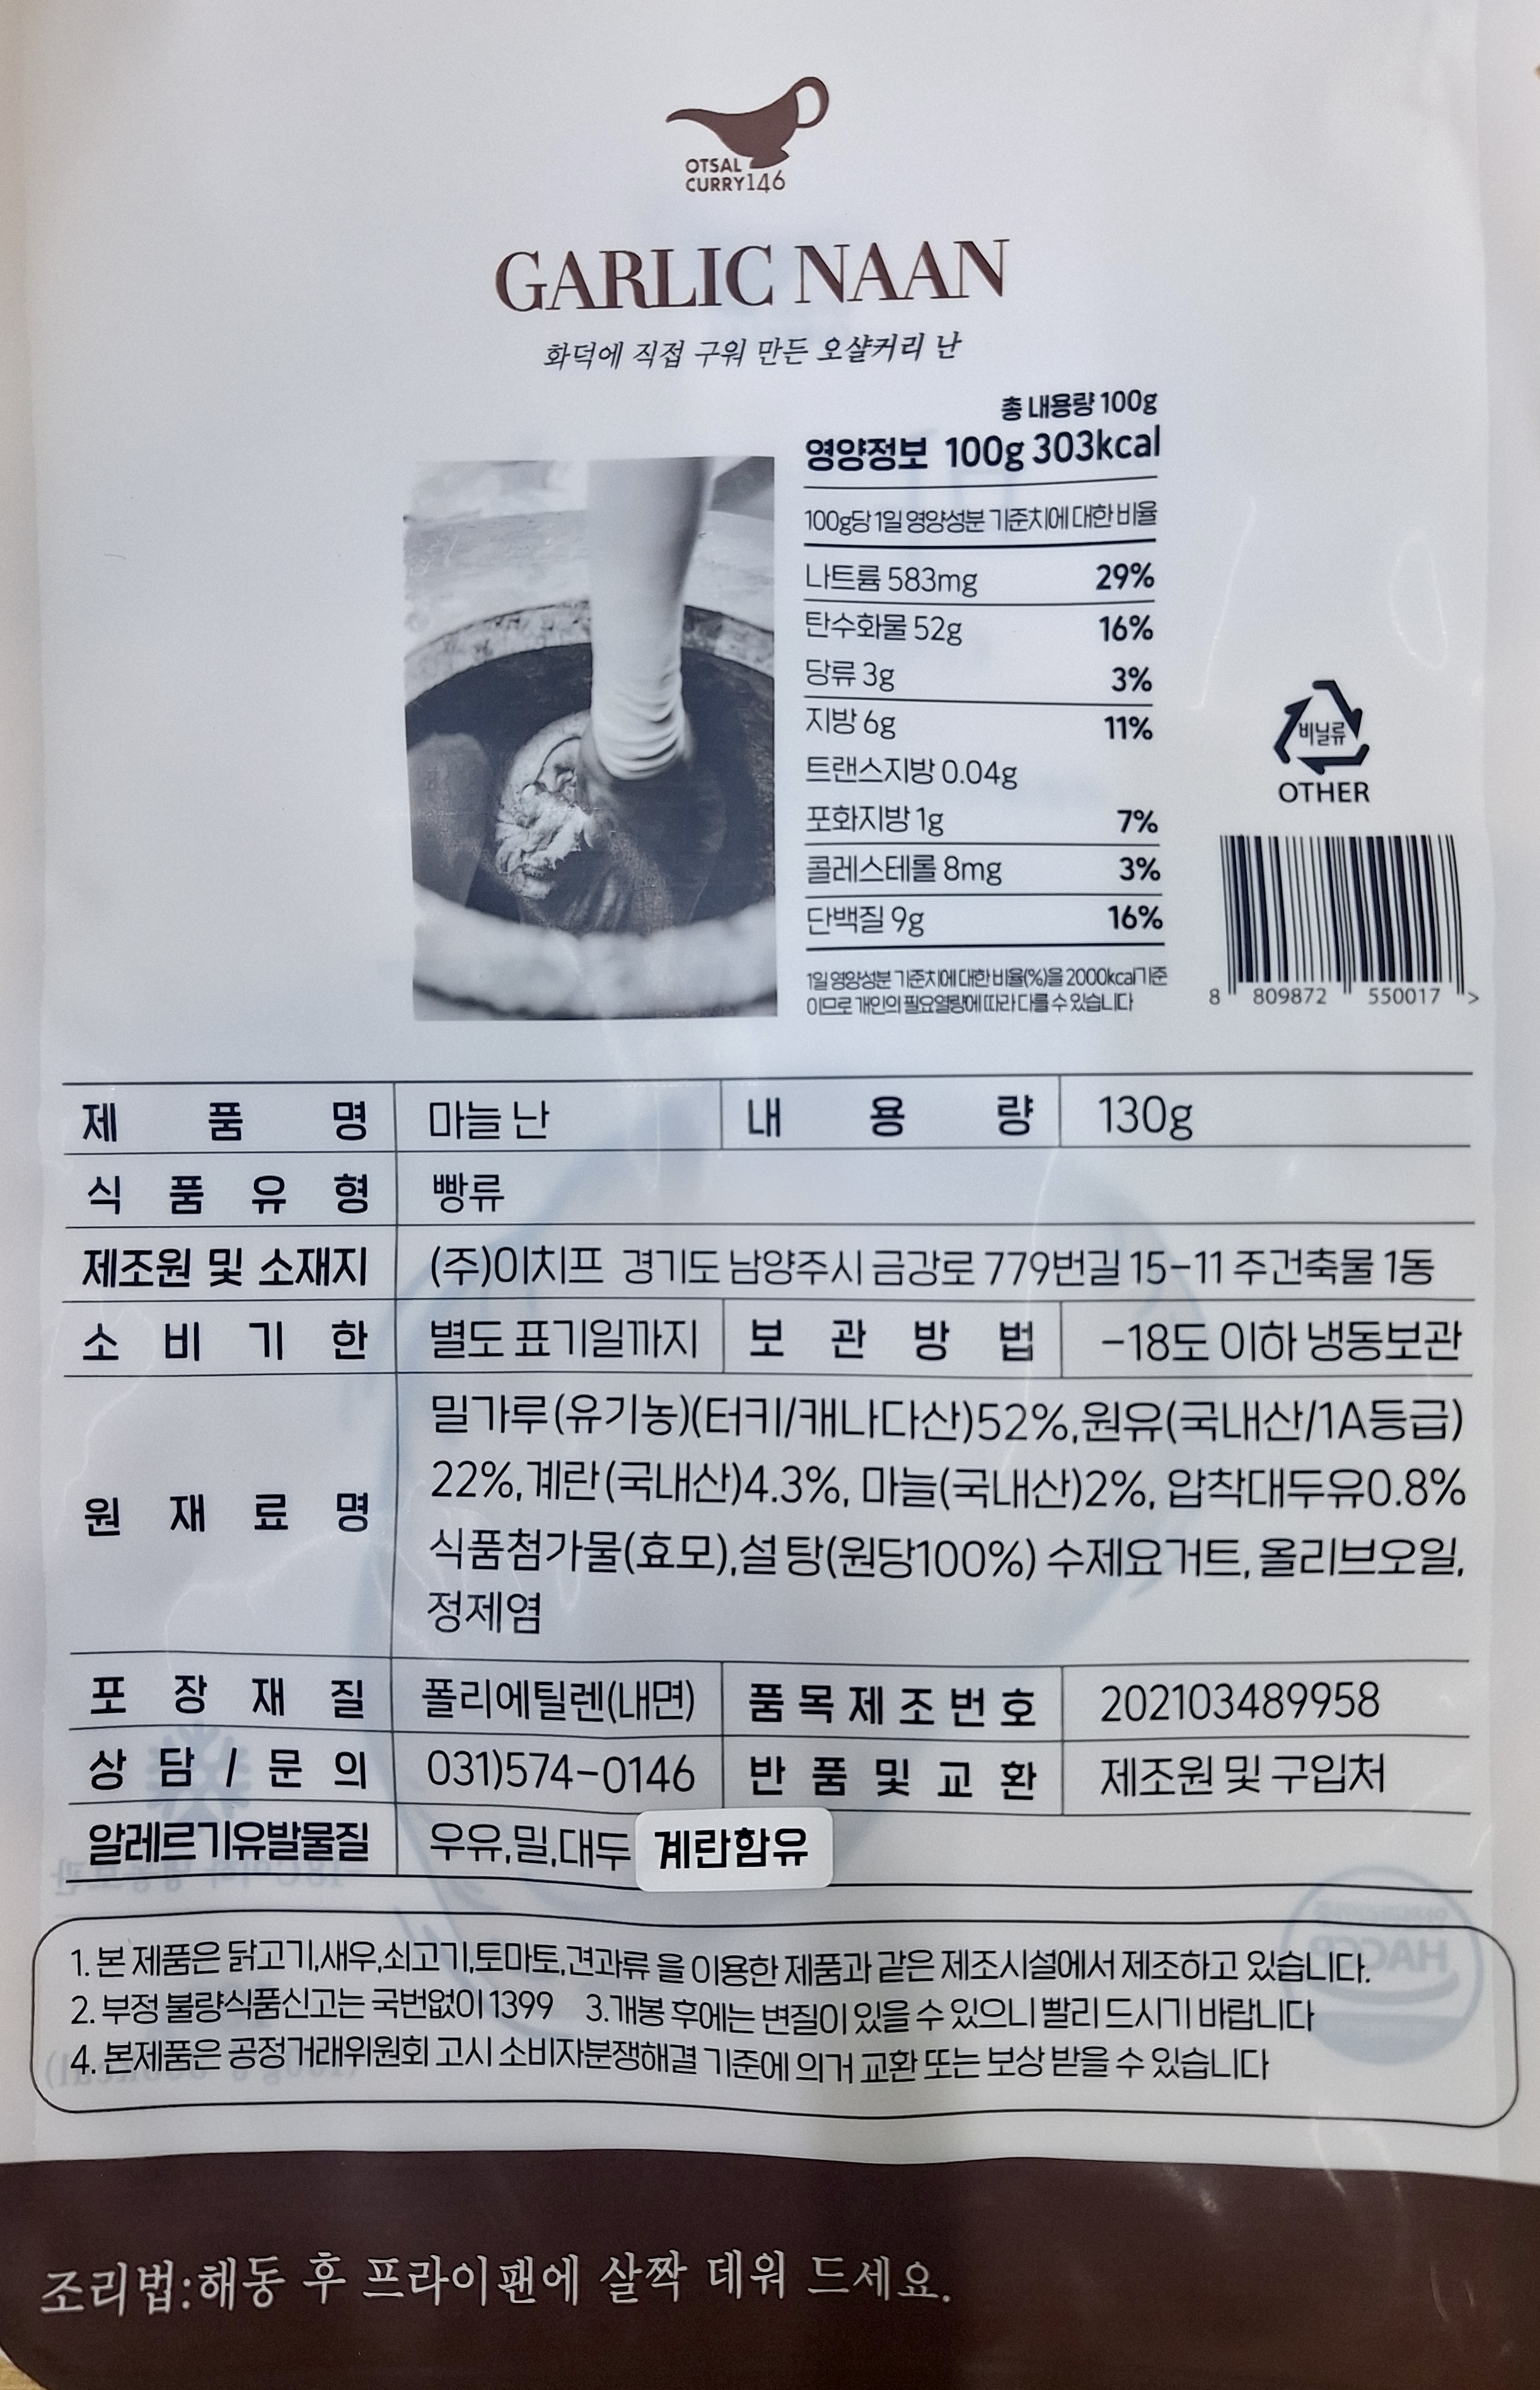 OTSAL
CURRY146
GARLIC NAAN
화덕에 직접 구워 만든 오샬커리 난
총 내용량 100g
영양정보 100g 303kcal
100g당 1일 영양성분 기준치에 대한 비율
나트륨 583mg 29%
탄수화물 52g 16%
당류 3g 3%
지방 6g 11%
트랜스지방 0.04g
포화지방 1g 7%
콜레스테롤 8mg 3%
단백질 9g 16%
1일 영양성분 기준치에 대한 비율(%)을 2000kcal기준
이므로 개인의 필요열량에 따라 다를 수 있습니다
비닐류
OTHER
8 809872 550017 >
제품명 마늘 난 내용량 130g
식품유형 빵류
제조원 및 소재지 (주)이치프 경기도 남양주시 금강로 779번길 15-11 주건축물 1동
소비기한 별도 표기일까지 보관방법 -18도 이하 냉동보관
원재료명 밀가루(유기농)(터키/캐나다산)52%,원유(국내산/1A등급)
22%,계란(국내산)4.3%, 마늘(국내산)2%, 압착대두유0.8%
식품첨가물(효모),설탕(원당100%) 수제요거트, 올리브오일,
정제염
포장재질 폴리에틸렌(내면) 품목제조번호 202103489958
상담/문의 031)574-0146 반품및교환 제조원 및 구입처
알레르기유발물질 우유,밀,대두 계란함유
1. 본 제품은 닭고기,새우,쇠고기,토마토,견과류 을 이용한 제품과 같은 제조시설에서 제조하고 있습니다.
2. 부정 불량식품신고는 국번없이 1399 3.개봉 후에는 변질이 있을 수 있으니 빨리 드시기 바랍니다
4. 본제품은 공정거래위원회 고시 소비자분쟁해결 기준에 의거 교환 또는 보상 받을 수 있습니다
조리법:해동 후 프라이팬에 살짝 데워 드세요.